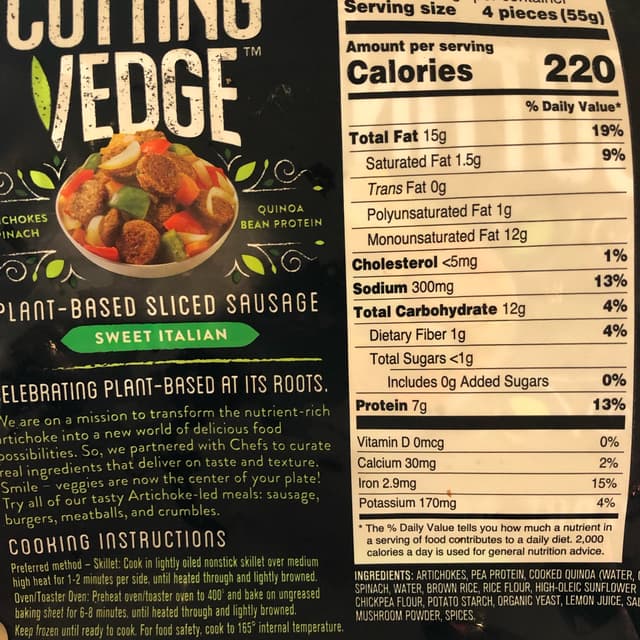 CUTTING
VEDGE™
CHOKES
INACH
QUINOA
BEAN PROTEIN
PLANT-BASED SLICED SAUSAGE
SWEET ITALIAN
ELEBRATING PLANT-BASED AT ITS ROOTS.
We are on a mission to transform the nutrient-rich
artichoke into a new world of delicious food
possibilities. So, we partnered with Chefs to curate
real ingredients that deliver on taste and texture.
Smile – veggies are now the center of your plate!
Try all of our tasty Artichoke-led meals: sausage,
burgers, meatballs, and crumbles.
COOKING INSTRUCTIONS
Preferred method – Skillet: Cook in lightly oiled nonstick skillet over medium
high heat for 1-2 minutes per side, until heated through and lightly browned.
Oven/Toaster Oven: Preheat oven/toaster oven to 400° and bake on ungreased
baking sheet for 6-8 minutes, until heated through and lightly browned.
Keep frozen until ready to cook. For food safety, cook to 165° internal temperature.
Serving size 4 pieces (55g)
Amount per serving
Calories 220
% Daily Value*
Total Fat 15g 19%
Saturated Fat 1.5g 9%
Trans Fat 0g
Polyunsaturated Fat 1g
Monounsaturated Fat 12g
Cholesterol <5mg 1%
Sodium 300mg 13%
Total Carbohydrate 12g 4%
Dietary Fiber 1g 4%
Total Sugars <1g
Includes 0g Added Sugars 0%
Protein 7g 13%
Vitamin D 0mcg 0%
Calcium 30mg 2%
Iron 2.9mg 15%
Potassium 170mg 4%
* The % Daily Value tells you how much a nutrient in
a serving of food contributes to a daily diet. 2,000
calories a day is used for general nutrition advice.
INGREDIENTS: ARTICHOKES, PEA PROTEIN, COOKED QUINOA (WATER,
SPINACH, WATER, BROWN RICE, RICE FLOUR, HIGH-OLEIC SUNFLOWER
CHICKPEA FLOUR, POTATO STARCH, ORGANIC YEAST, LEMON JUICE,
MUSHROOM POWDER, SPICES.